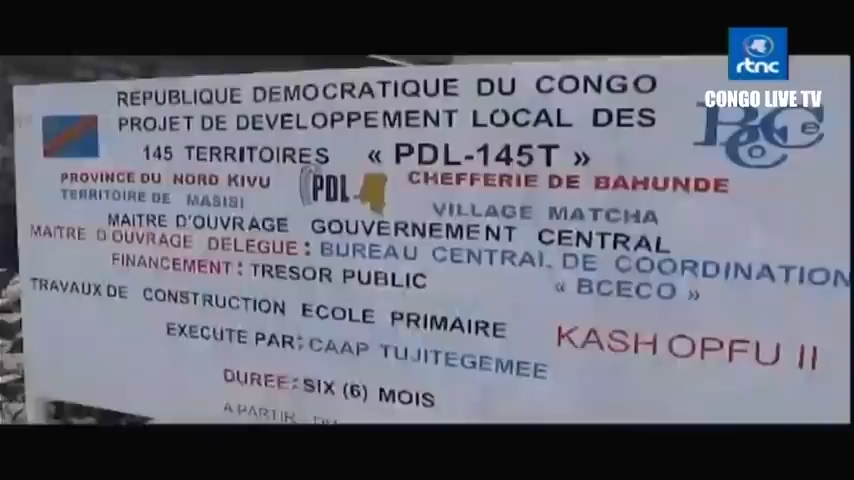 rtnc
CONGO LIVE TV
REPUBLIQUE DEMOCRATIQUE DU CONGO
PROJET DE DEVELOPPEMENT LOCAL DES
145 TERRITOIRES « PDL-145T »
BCeCo
PROVINCE DU NORD KIVU
PDL-
CHEFFERIE DE BAHUNDE
TERRITOIRE DE MASISI
VILLAGE MATCHA
MAITRE D'OUVRAGE GOUVERNEMENT CENTRAL
MAITRE D'OUVRAGE DELEGUE : BUREAU CENTRAL DE COORDINATION
« BCECO »
FINANCEMENT : TRESOR PUBLIC
TRAVAUX DE CONSTRUCTION ECOLE PRIMAIRE
KASHOPFU II
EXECUTE PAR: CAAP TUJITEGEMEE
DUREE: SIX (6) MOIS
A PARTIR